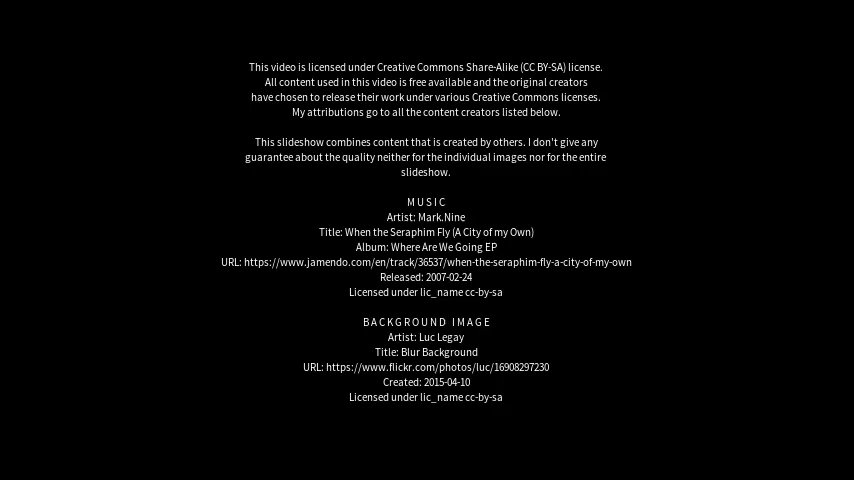 This video is licensed under Creative Commons Share-Alike (CC BY-SA) license.
All content used in this video is free available and the original creators
have chosen to release their work under various Creative Commons licenses.
My attributions go to all the content creators listed below.
This slideshow combines content that is created by others. I don't give any
guarantee about the quality neither for the individual images nor for the entire
slideshow.
MUSIC
Artist: Mark.Nine
Title: When the Seraphim Fly (A City of my Own)
Album: Where Are We Going EP
URL: https://www.jamendo.com/en/track/36537/when-the-seraphim-fly-a-city-of-my-own
Released: 2007-02-24
Licensed under lic_name cc-by-sa
BACKGROUND IMAGE
Artist: Luc Legay
Title: Blur Background
URL: https://www.flickr.com/photos/luc/16908297230
Created: 2015-04-10
Licensed under lic_name cc-by-sa